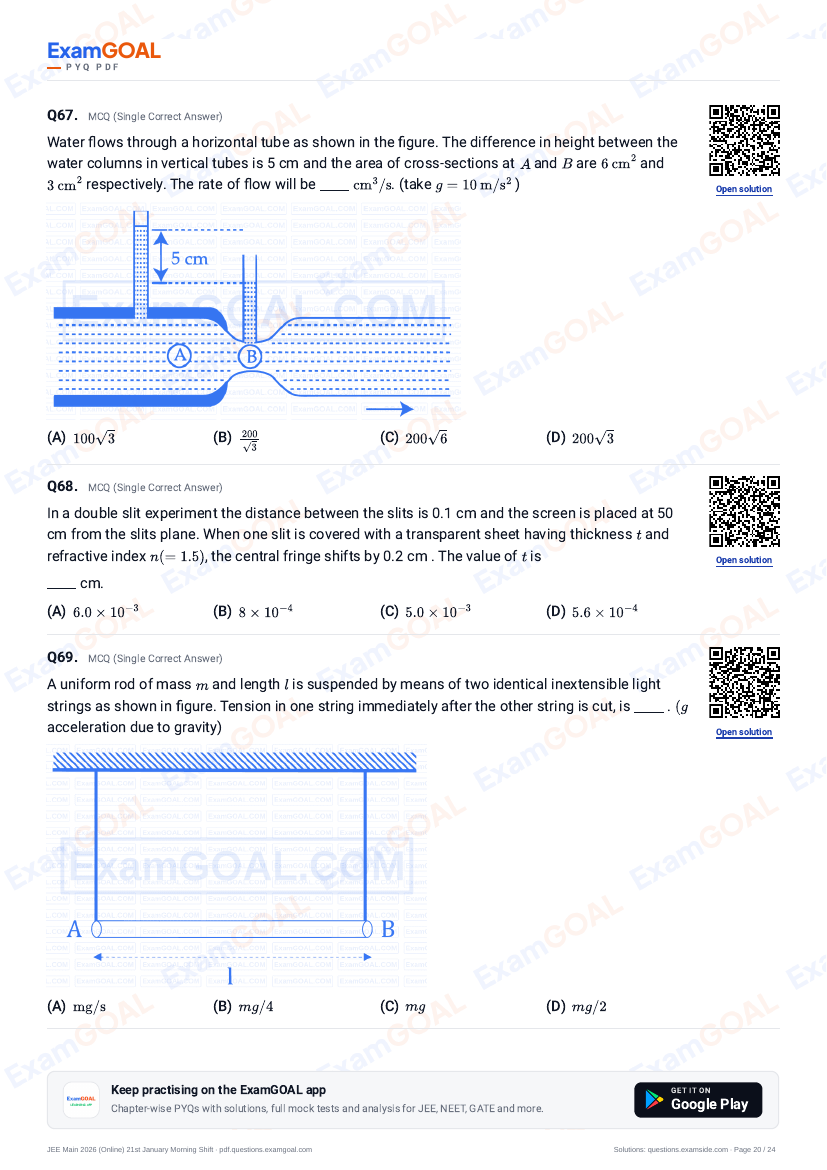 ExamGOAL
PYQ PDF
Q67. MCQ (Single Correct Answer)
Water flows through a horizontal tube as shown in the figure. The difference in height between the
water columns in vertical tubes is 5 cm and the area of cross-sections at A and B are 6 cm² and
3 cm² respectively. The rate of flow will be ____ cm³/s. (take g = 10 m/s² )
Open solution
5 cm
ExamGOAL.COM
A
B
(A) 100√3 (B) 200/√3 (C) 200√6 (D) 200√3
Q68. MCQ (Single Correct Answer)
In a double slit experiment the distance between the slits is 0.1 cm and the screen is placed at 50
cm from the slits plane. When one slit is covered with a transparent sheet having thickness t and
refractive index n(= 1.5), the central fringe shifts by 0.2 cm . The value of t is
____ cm.
Open solution
(A) 6.0 × 10⁻³ (B) 8 × 10⁻⁴ (C) 5.0 × 10⁻³ (D) 5.6 × 10⁻⁴
Q69. MCQ (Single Correct Answer)
A uniform rod of mass m and length l is suspended by means of two identical inextensible light
strings as shown in figure. Tension in one string immediately after the other string is cut, is ____ . (g
acceleration due to gravity)
Open solution
ExamGOAL.COM
A B
l
(A) mg/s (B) mg/4 (C) mg (D) mg/2
Keep practising on the ExamGOAL app
Chapter-wise PYQs with solutions, full mock tests and analysis for JEE, NEET, GATE and more.
GET IT ON
Google Play
JEE Main 2026 (Online) 21st January Morning Shift · pdf.questions.examgoal.com Solutions: questions.examside.com · Page 20 / 24